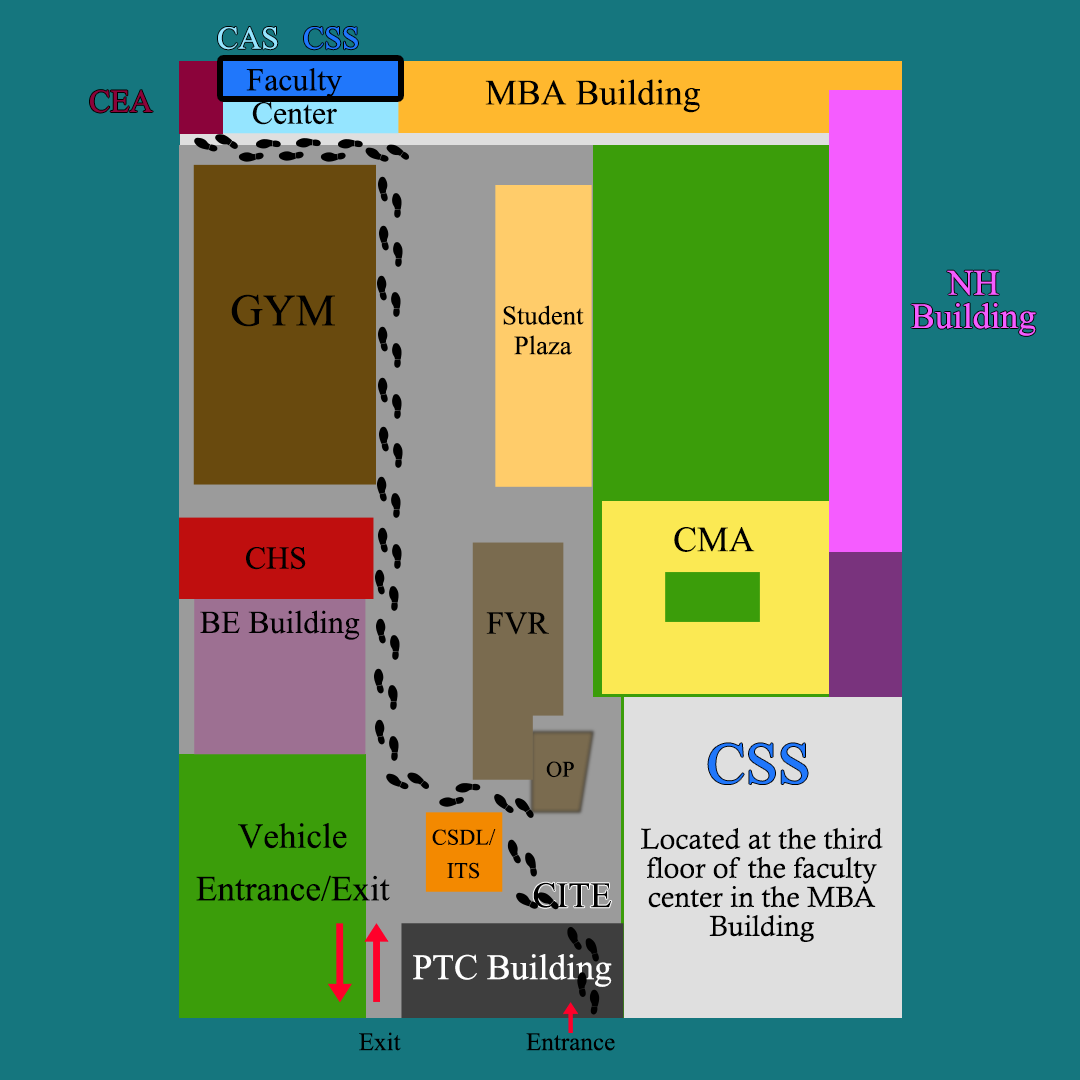 CAS CSS
CEA
Faculty
Center
MBA Building
NH
Building
GYM
Student
Plaza
CHS
BE Building
FVR
CMA
OP
CSS
Located at the third
floor of the faculty
center in the MBA
Building
Vehicle
Entrance/Exit
CSDL/
ITS
CITE
PTC Building
Exit
Entrance